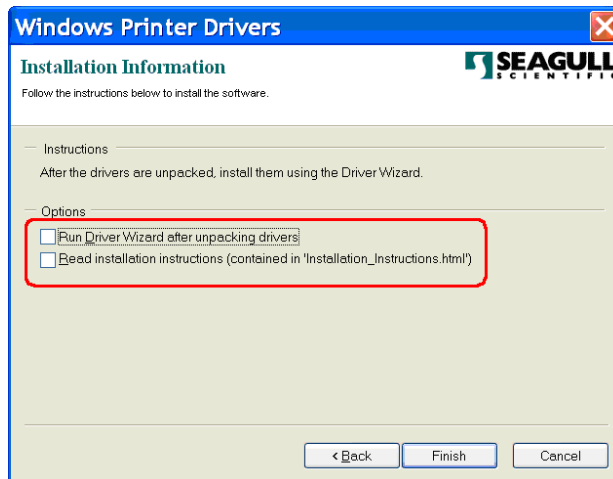 Windows Printer Drivers
Installation Information
Follow the instructions below to install the software.
SEAGULL
SCIENTIFIC
Instructions
After the drivers are unpacked, install them using the Driver Wizard.
Options
Run Driver Wizard after unpacking drivers
Read installation instructions (contained in 'Installation_Instructions.html')
< Back
Finish
Cancel